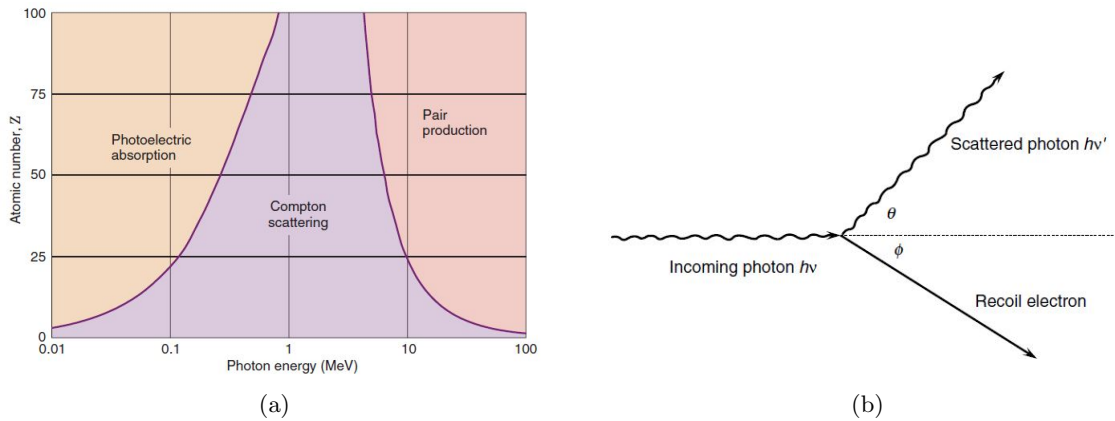 100
75
50
25
0
Atomic number, Z
Photoelectric
absorption
Compton
scattering
Pair
production
0.01
0.1
1
10
100
Photon energy (MeV)
(a)
Scattered photon hν'
θ
ϕ
Incoming photon hν
Recoil electron
(b)